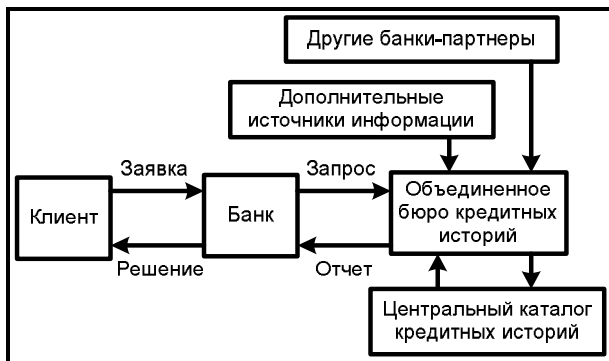 Другие банки-партнеры
Дополнительные
источники информации
Заявка
Запрос
Клиент
Банк
Объединенное
бюро кредитных
историй
Решение
Отчет
Центральный каталог
кредитных историй